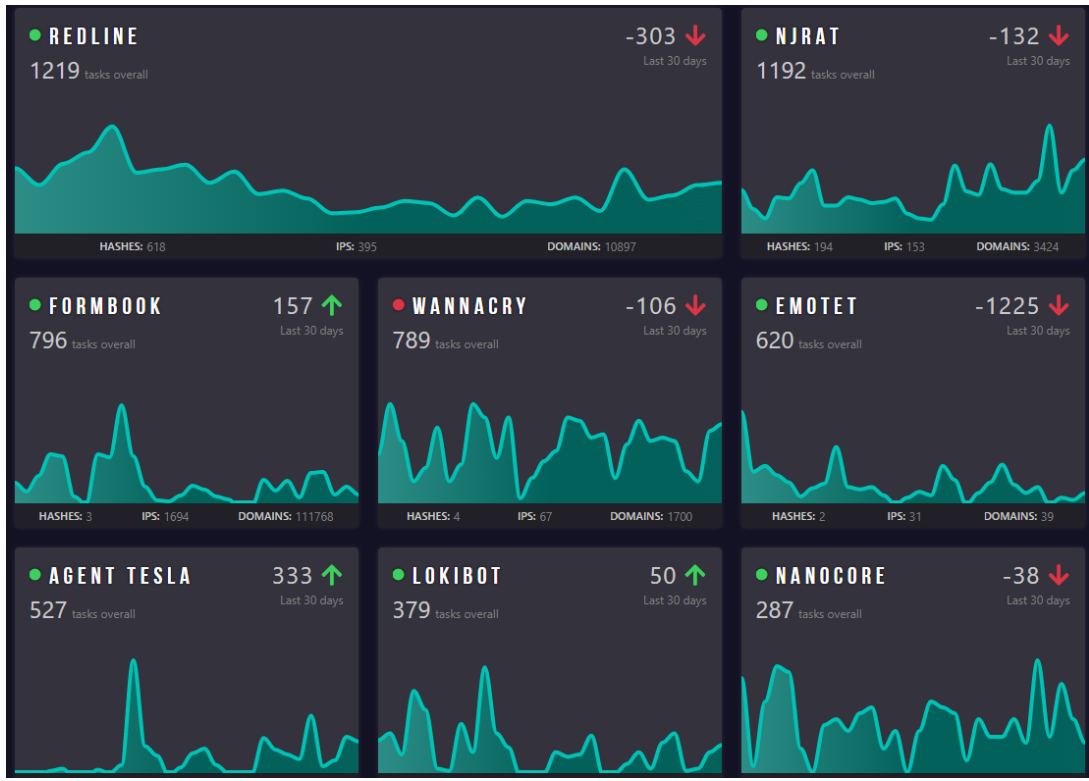 REDLINE
-303
1219 tasks overall
Last 30 days
HASHES: 618 IPS: 395 DOMAINS: 10897
NJRAT
-132
1192 tasks overall
Last 30 days
HASHES: 194 IPS: 153 DOMAINS: 3424
FORMBOOK
157
796 tasks overall
Last 30 days
HASHES: 3 IPS: 1694 DOMAINS: 111768
WANNACRY
-106
789 tasks overall
Last 30 days
HASHES: 4 IPS: 67 DOMAINS: 1700
EMOTET
-1225
620 tasks overall
Last 30 days
HASHES: 2 IPS: 31 DOMAINS: 39
AGENT TESLA
333
527 tasks overall
Last 30 days
LOKIBOT
50
379 tasks overall
Last 30 days
NANOCORE
-38
287 tasks overall
Last 30 days